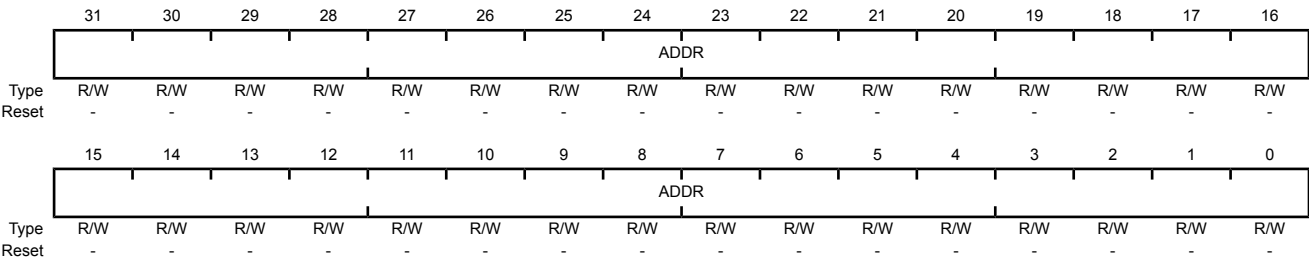 31 30 29 28 27 26 25 24 23 22 21 20 19 18 17 16
ADDR
Type R/W R/W R/W R/W R/W R/W R/W R/W R/W R/W R/W R/W R/W R/W R/W R/W
Reset - - - - - - - - - - - - - - - -
15 14 13 12 11 10 9 8 7 6 5 4 3 2 1 0
ADDR
Type R/W R/W R/W R/W R/W R/W R/W R/W R/W R/W R/W R/W R/W R/W R/W R/W
Reset - - - - - - - - - - - - - - - -